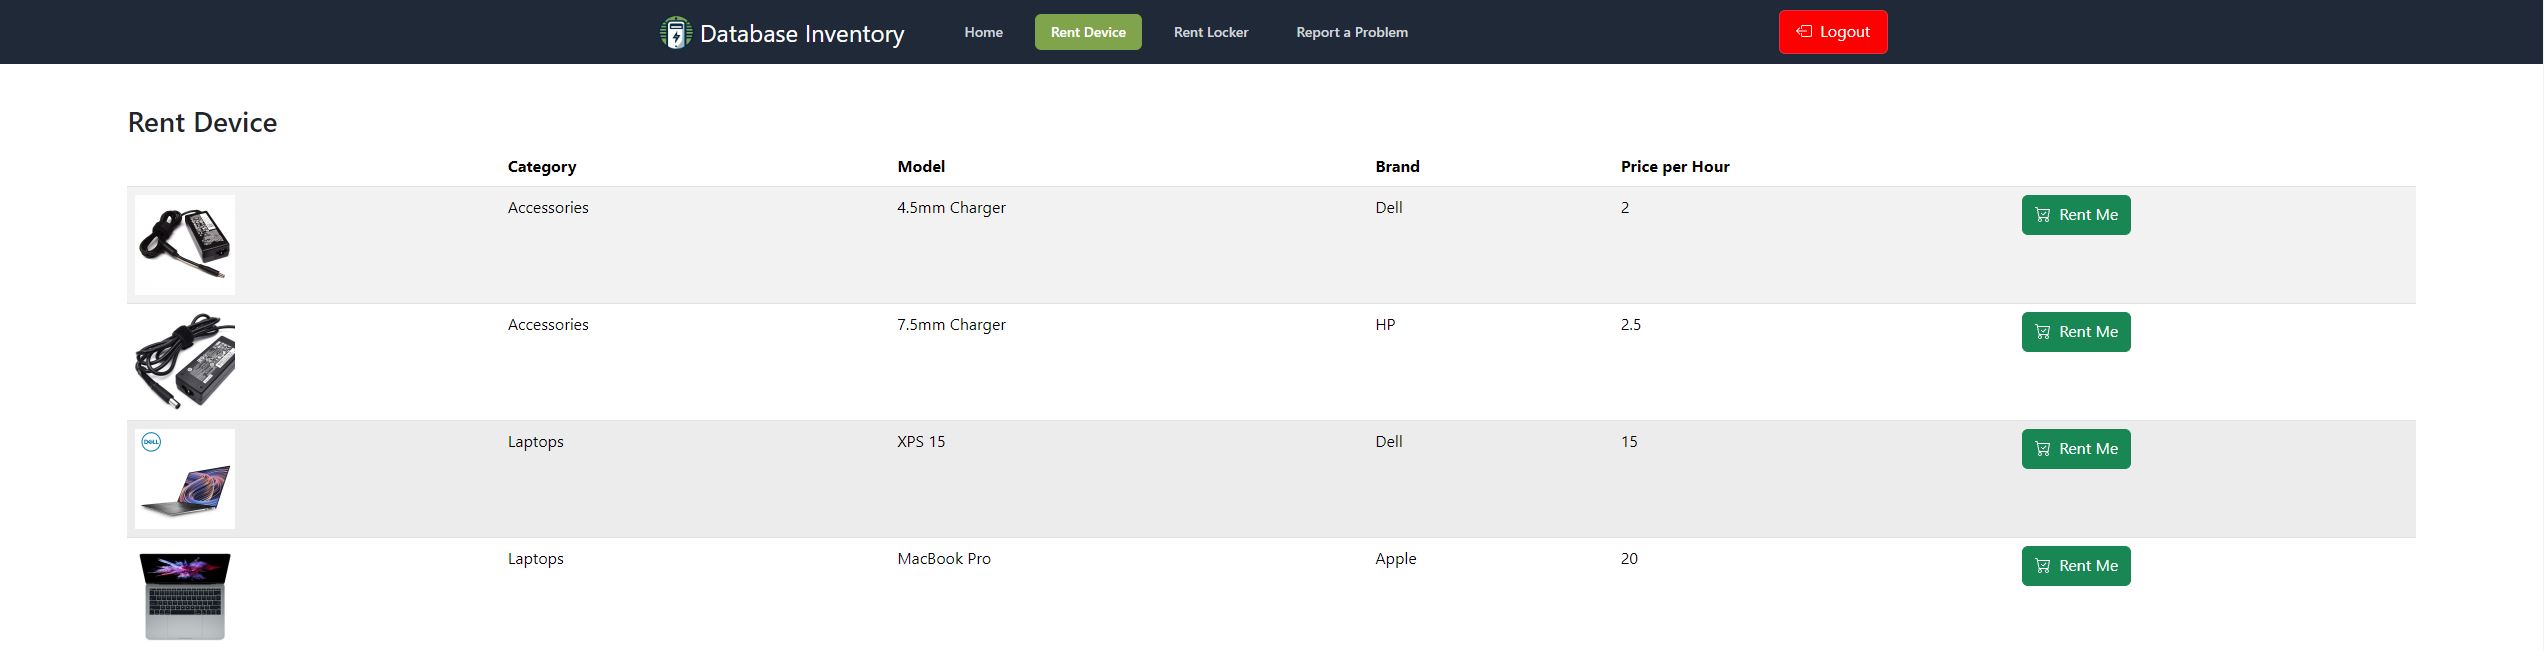 Database Inventory Home Rent Device Rent Locker Report a Problem Logout
Rent Device
Category Model Brand Price per Hour
Accessories 4.5mm Charger Dell 2 Rent Me
Accessories 7.5mm Charger HP 2.5 Rent Me
DELL
Laptops XPS 15 Dell 15 Rent Me
Laptops MacBook Pro Apple 20 Rent Me